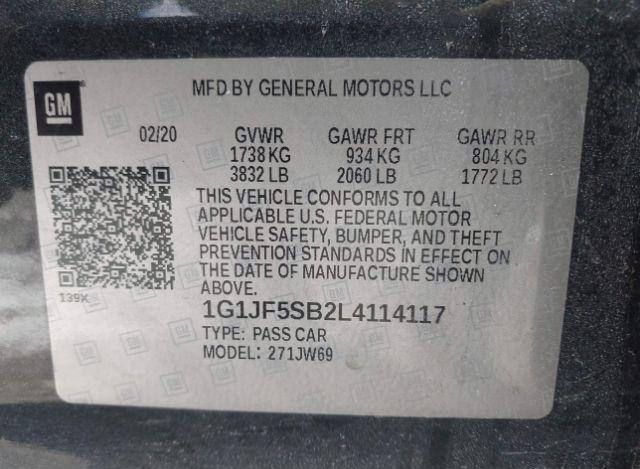 GM
MFD BY GENERAL MOTORS LLC
02/20 GVWR GAWR FRT GAWR RR
1738 KG 934 KG 804 KG
3832 LB 2060 LB 1772 LB
THIS VEHICLE CONFORMS TO ALL
APPLICABLE U.S. FEDERAL MOTOR
VEHICLE SAFETY, BUMPER, AND THEFT
PREVENTION STANDARDS IN EFFECT ON
THE DATE OF MANUFACTURE SHOWN
ABOVE.
139X
1G1JF5SB2L4114117
TYPE: PASS CAR
MODEL: 271JW69